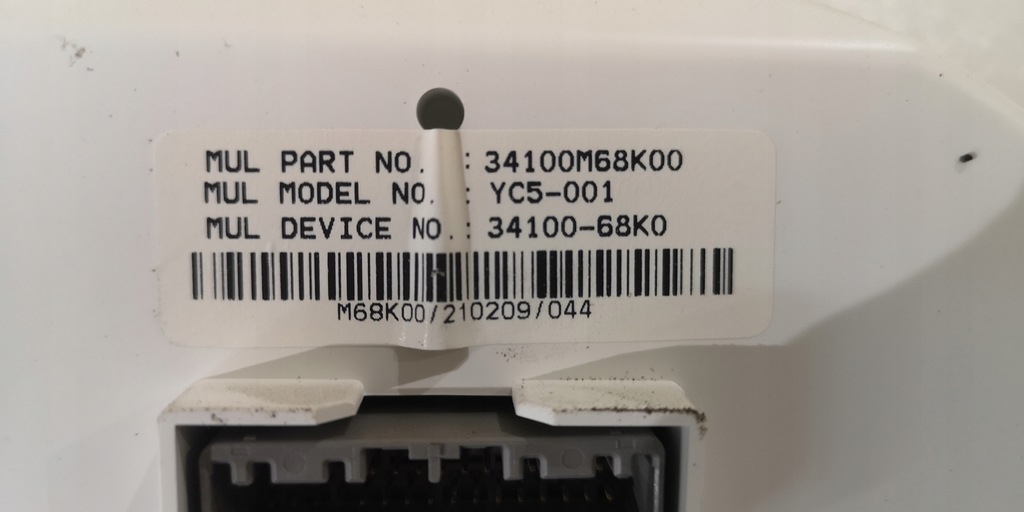 MUL PART NO. : 34100M68K00
MUL MODEL NO. : YC5-001
MUL DEVICE NO.: 34100-68K0
M68K00/210209/044